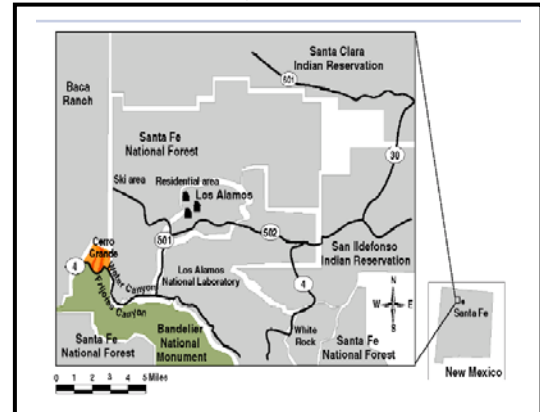 Santa Clara
Indian Reservation
Baca
Ranch
601
Santa Fe
National Forest
30
Ski area
Residential area
Los Alamos
501
502
Cerro
Grande
4
Water Canyon
Frijoles Canyon
Los Alamos
National Laboratory
San Ildefonso
Indian Reservation
4
N
W
E
S
White
Rock
Bandelier
National
Monument
Santa Fe
National Forest
Santa Fe
National Forest
Santa Fe
New Mexico
0 1 2 3 4 5 Miles